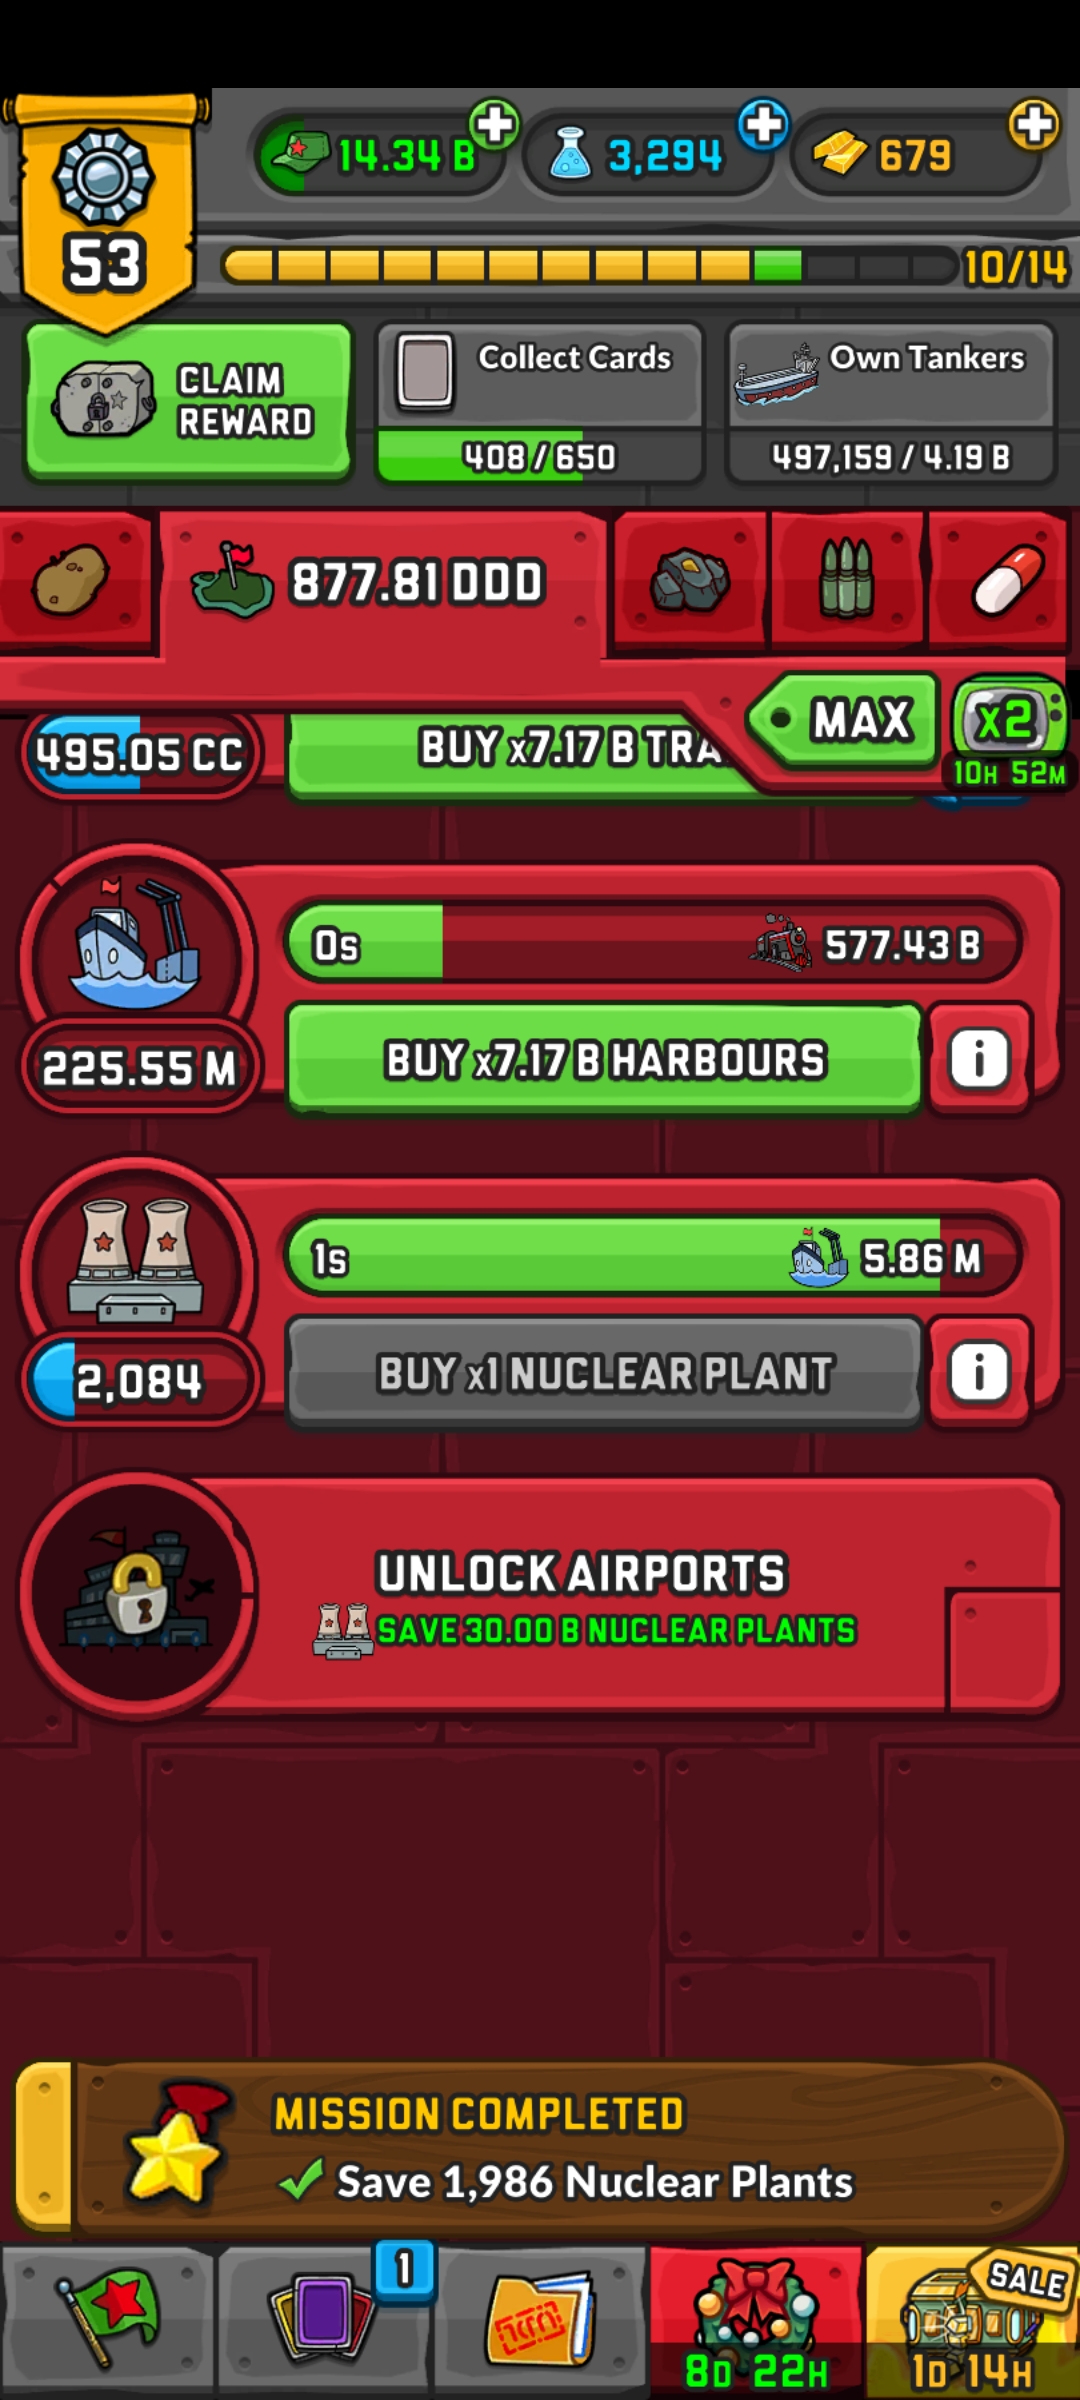 14.34 B
3,294
679
53
10/14
CLAIM
REWARD
Collect Cards
408 / 650
Own Tankers
497,159 / 4.19 B
877.81 DDD
MAX
x2
10H 52M
495.05 CC
BUY x7.17 B TRA
0s
577.43 B
225.55 M
BUY x7.17 B HARBOURS
i
1s
5.86 M
2,084
BUY x1 NUCLEAR PLANT
i
UNLOCK AIRPORTS
SAVE 30.00 B NUCLEAR PLANTS
MISSION COMPLETED
Save 1,986 Nuclear Plants
1
SALE
8D 22H
1D 14H